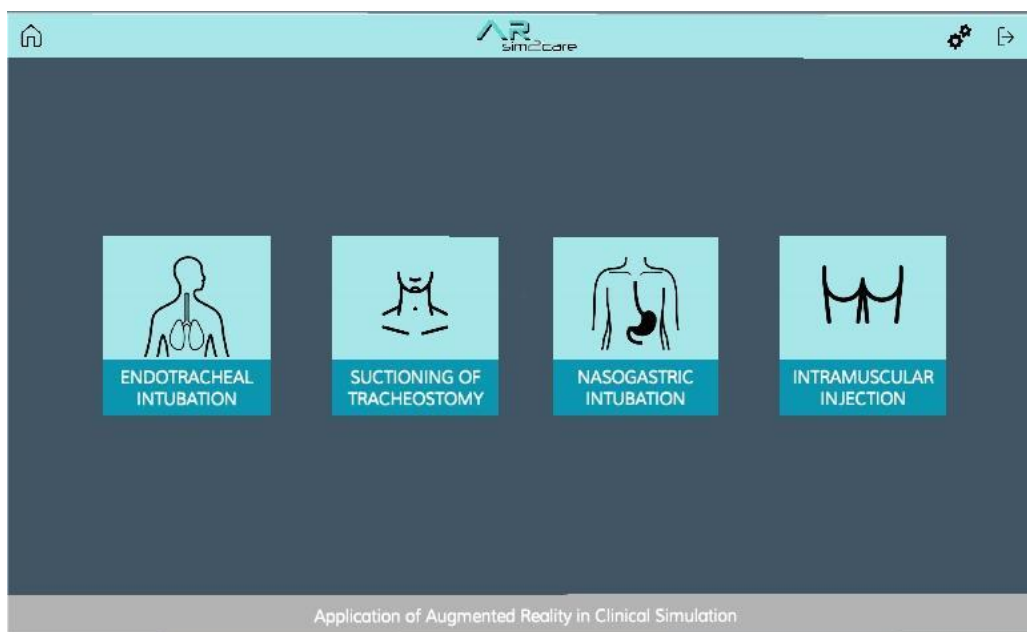 AR
sim2care
ENDOTRACHEAL
INTUBATION
SUCTIONING OF
TRACHEOSTOMY
NASOGASTRIC
INTUBATION
INTRAMUSCULAR
INJECTION
Application of Augmented Reality in Clinical Simulation